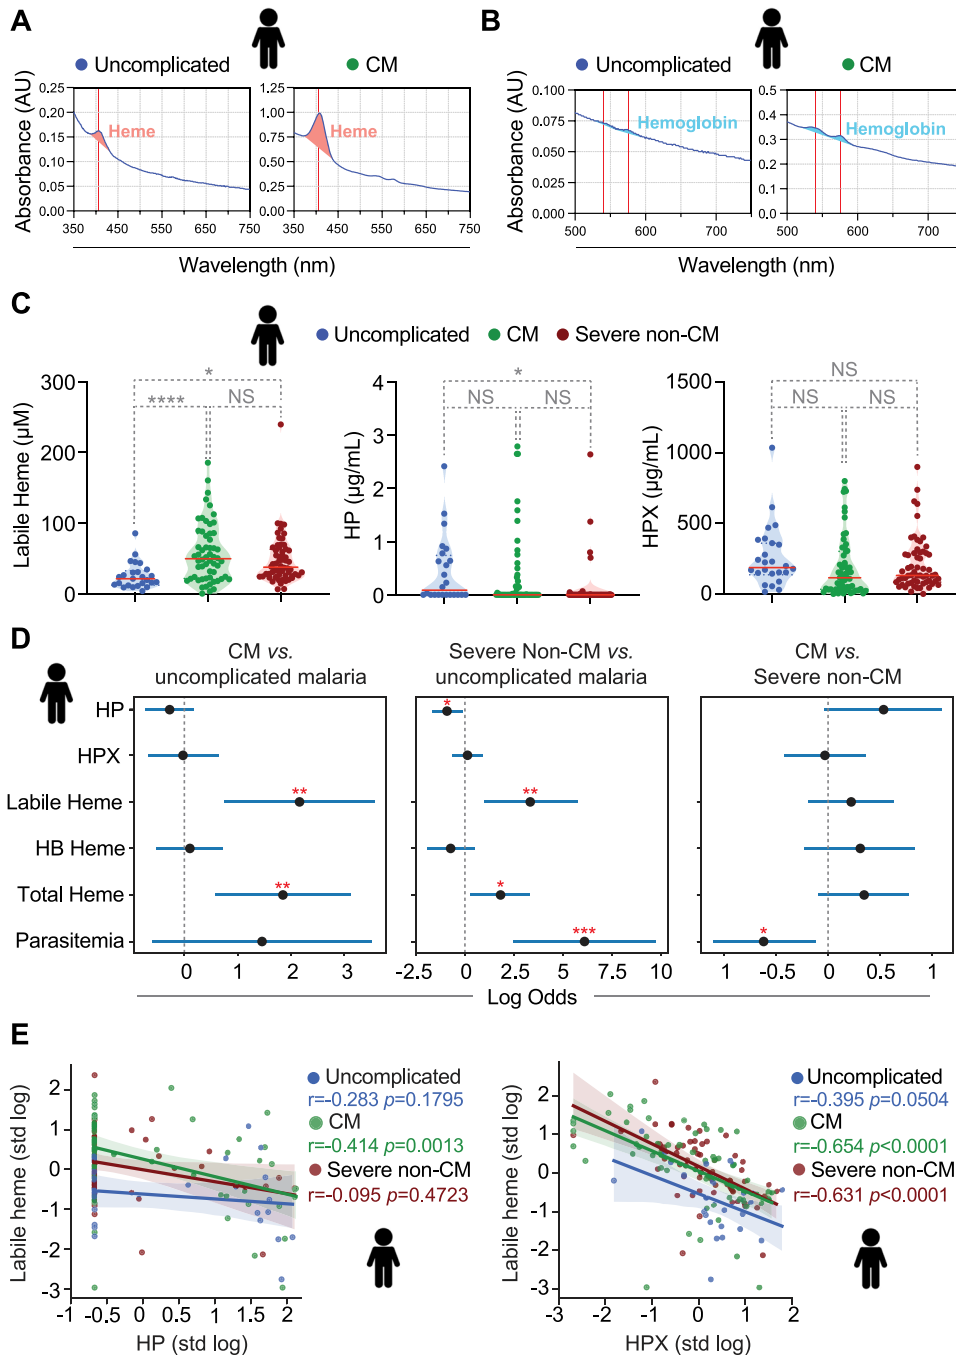 A
Uncomplicated
CM
Absorbance (AU)
0.25
0.20
0.15
0.10
0.05
0.00
Heme
350
450
550
650
750
1.25
1.00
0.75
0.50
0.25
0.00
Heme
350
450
550
650
750
Wavelength (nm)
B
Uncomplicated
CM
Absorbance (AU)
0.100
0.075
0.050
0.025
0.000
Hemoglobin
500
600
700
0.5
0.4
0.3
0.2
0.1
0.0
Hemoglobin
500
600
700
Wavelength (nm)
C
Uncomplicated
CM
Severe non-CM
Labile Heme (µM)
300
200
100
0
*
****
NS
HP
(µg/mL)
4
3
2
1
0
*
NS
NS
HPX (µg/mL)
1500
1000
500
0
NS
NS
NS
D
CM vs.
uncomplicated malaria
Severe Non-CM vs.
uncomplicated malaria
CM vs.
Severe non-CM
HP
HPX
Labile Heme
HB Heme
Total Heme
Parasitemia
**
**
0
1
2
3
*
**
*
***
-2.5
0
2.5
5
7.5
10
*
1
0
0.5
1
Log Odds
E
Labile heme (std log)
2
1
0
-1
-2
-3
-1
-0.5
0
0.5
1
1.5
2
HP (std log)
Uncomplicated
r=-0.283 p=0.1795
CM
r=-0.414 p=0.0013
Severe non-CM
r=-0.095 p=0.4723
Labile heme (std log)
2
1
0
-1
-2
-3
-3
-2
-1
0
1
2
HPX (std log)
Uncomplicated
r=-0.395 p=0.0504
CM
r=-0.654 p<0.0001
Severe non-CM
r=-0.631 p<0.0001